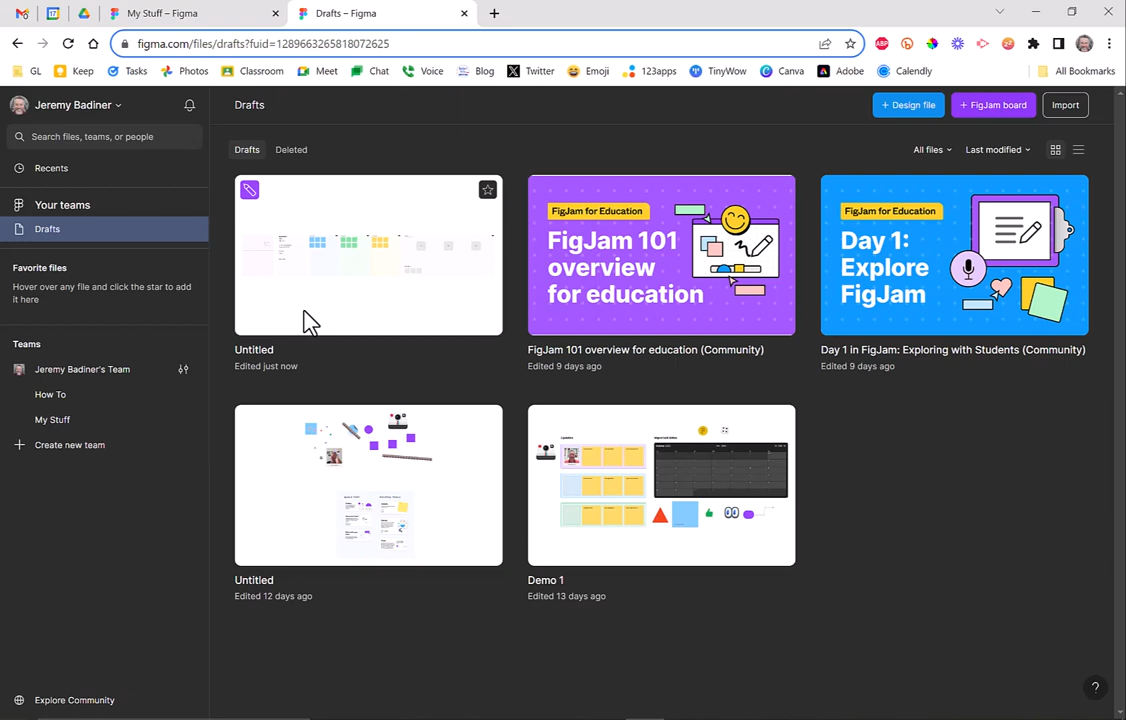 My Stuff – Figma
Drafts – Figma
figma.com/files/drafts?fuid=1289663265818072625
GL Keep Tasks Photos Classroom Meet Chat Voice Blog Twitter Emoji 123apps TinyWow Canva Adobe Calendly All Bookmarks
Jeremy Badiner
Drafts
+ Design file
+ FigJam board
Import
Search files, teams, or people
Recents
Your teams
Drafts
Favorite files
Hover over any file and click the star to add
it here
Teams
Jeremy Badiner's Team
How To
My Stuff
Create new team
Explore Community
Drafts
Deleted
All files
Last modified
Untitled
Edited just now
FigJam for Education
FigJam 101
overview
for education
FigJam 101 overview for education (Community)
Edited 9 days ago
FigJam for Education
Day 1:
Explore
FigJam
Day 1 in FigJam: Exploring with Students (Community)
Edited 9 days ago
Untitled
Edited 12 days ago
Demo 1
Edited 13 days ago
?